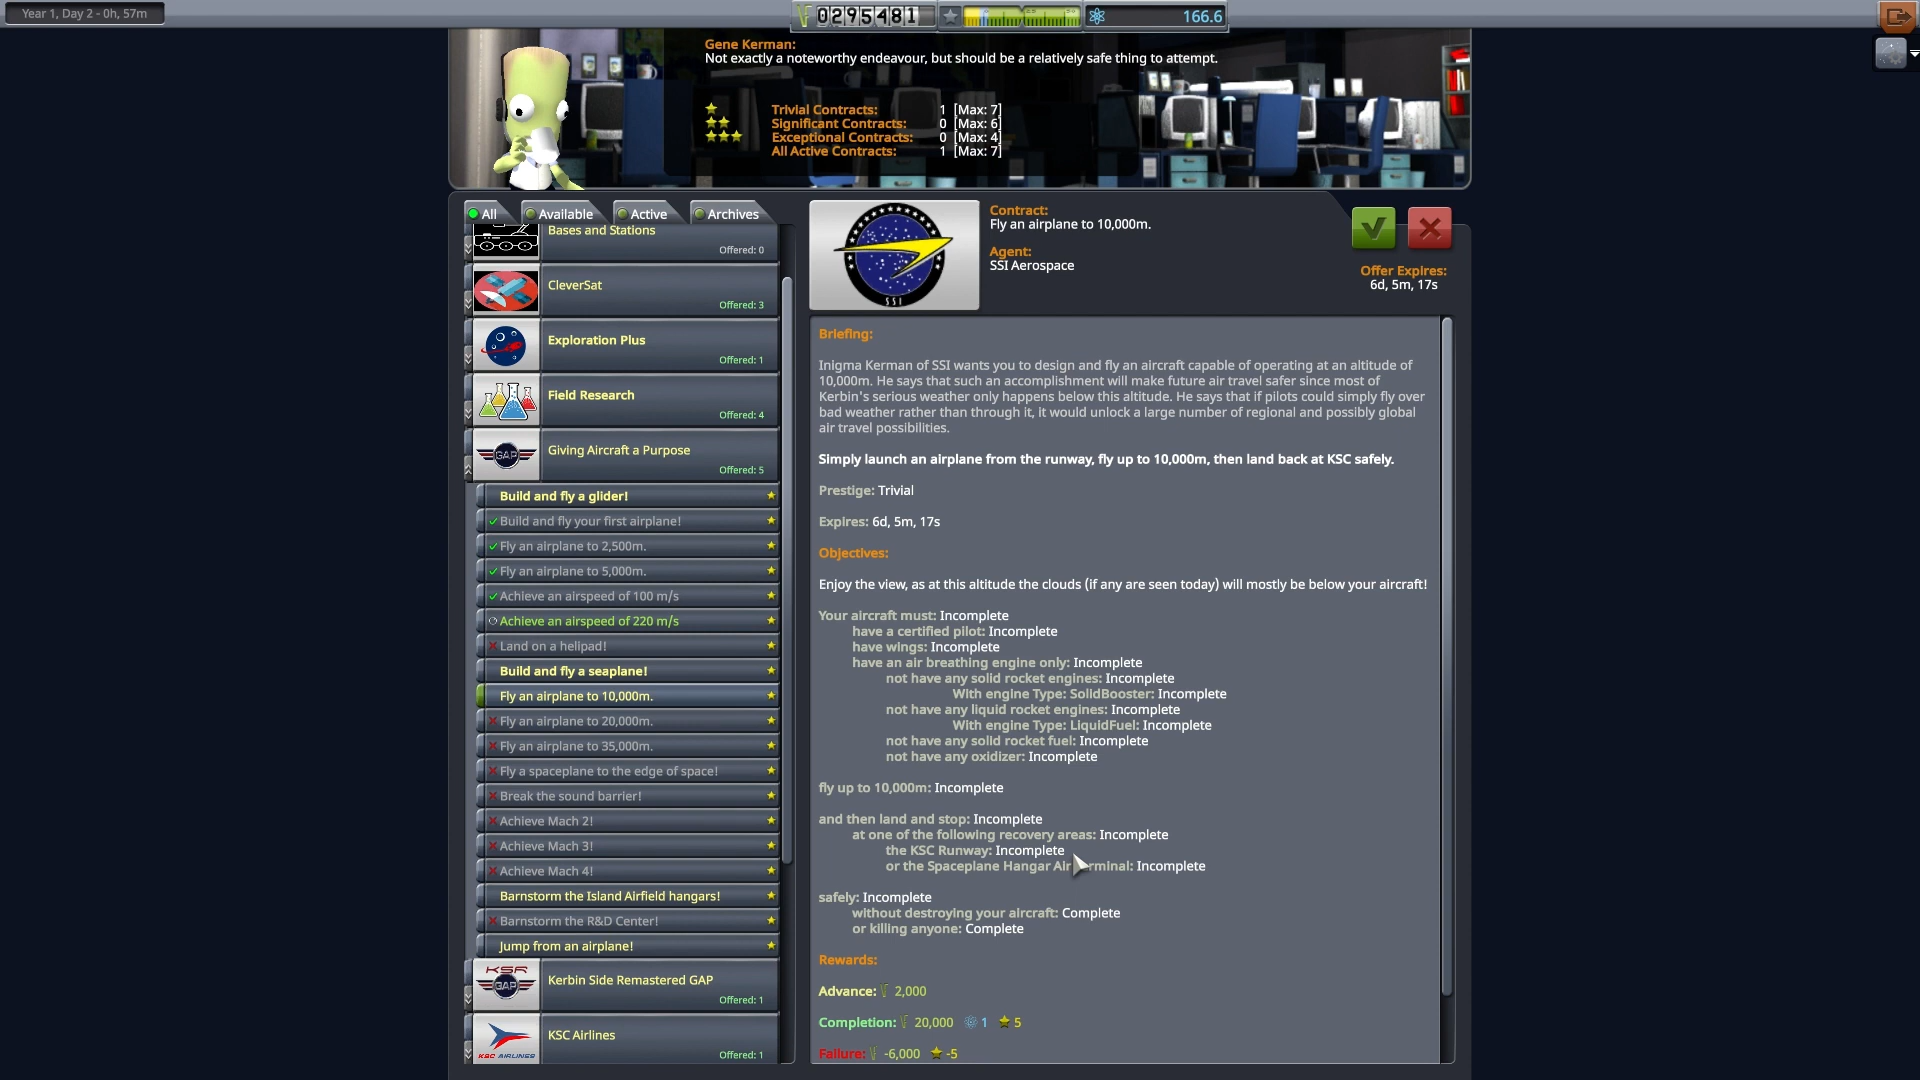 Year 1, Day 2 - 0h, 57m
0295481
166.6
Gene Kerman:
Not exactly a noteworthy endeavour, but should be a relatively safe thing to attempt.
Trivial Contracts: 1 [Max: 7]
Significant Contracts: 0 [Max: 6]
Exceptional Contracts: 0 [Max: 4]
All Active Contracts: 1 [Max: 7]
All
Available
Active
Archives
Bases and Stations
Offered: 0
CleverSat
Offered: 3
Exploration Plus
Offered: 1
Field Research
Offered: 4
GAP
Giving Aircraft a Purpose
Offered: 5
Build and fly a glider!
Build and fly your first airplane!
Fly an airplane to 2,500m.
Fly an airplane to 5,000m.
Achieve an airspeed of 100 m/s
Achieve an airspeed of 220 m/s
Land on a helipad!
Build and fly a seaplane!
Fly an airplane to 10,000m.
Fly an airplane to 20,000m.
Fly an airplane to 35,000m.
Fly a spaceplane to the edge of space!
Break the sound barrier!
Achieve Mach 2!
Achieve Mach 3!
Achieve Mach 4!
Barnstorm the Island Airfield hangars!
Barnstorm the R&D Center!
Jump from an airplane!
KSR
GAP
Kerbin Side Remastered GAP
Offered: 1
KSC AIRLINES
KSC Airlines
Offered: 1
SSI
Contract:
Fly an airplane to 10,000m.
Agent:
SSI Aerospace
Offer Expires:
6d, 5m, 17s
Briefing:
Inigma Kerman of SSI wants you to design and fly an aircraft capable of operating at an altitude of
10,000m. He says that such an accomplishment will make future air travel safer since most of
Kerbin's serious weather only happens below this altitude. He says that if pilots could simply fly over
bad weather rather than through it, it would unlock a large number of regional and possibly global
air travel possibilities.
Simply launch an airplane from the runway, fly up to 10,000m, then land back at KSC safely.
Prestige: Trivial
Expires: 6d, 5m, 17s
Objectives:
Enjoy the view, as at this altitude the clouds (if any are seen today) will mostly be below your aircraft!
Your aircraft must: Incomplete
have a certified pilot: Incomplete
have wings: Incomplete
have an air breathing engine only: Incomplete
not have any solid rocket engines: Incomplete
With engine Type: SolidBooster: Incomplete
not have any liquid rocket engines: Incomplete
With engine Type: LiquidFuel: Incomplete
not have any solid rocket fuel: Incomplete
not have any oxidizer: Incomplete
fly up to 10,000m: Incomplete
and then land and stop: Incomplete
at one of the following recovery areas: Incomplete
the KSC Runway: Incomplete
or the Spaceplane Hangar Air rminal: Incomplete
safely: Incomplete
without destroying your aircraft: Complete
or killing anyone: Complete
Rewards:
Advance: 2,000
Completion: 20,000 1 5
Failure: -6,000 -5